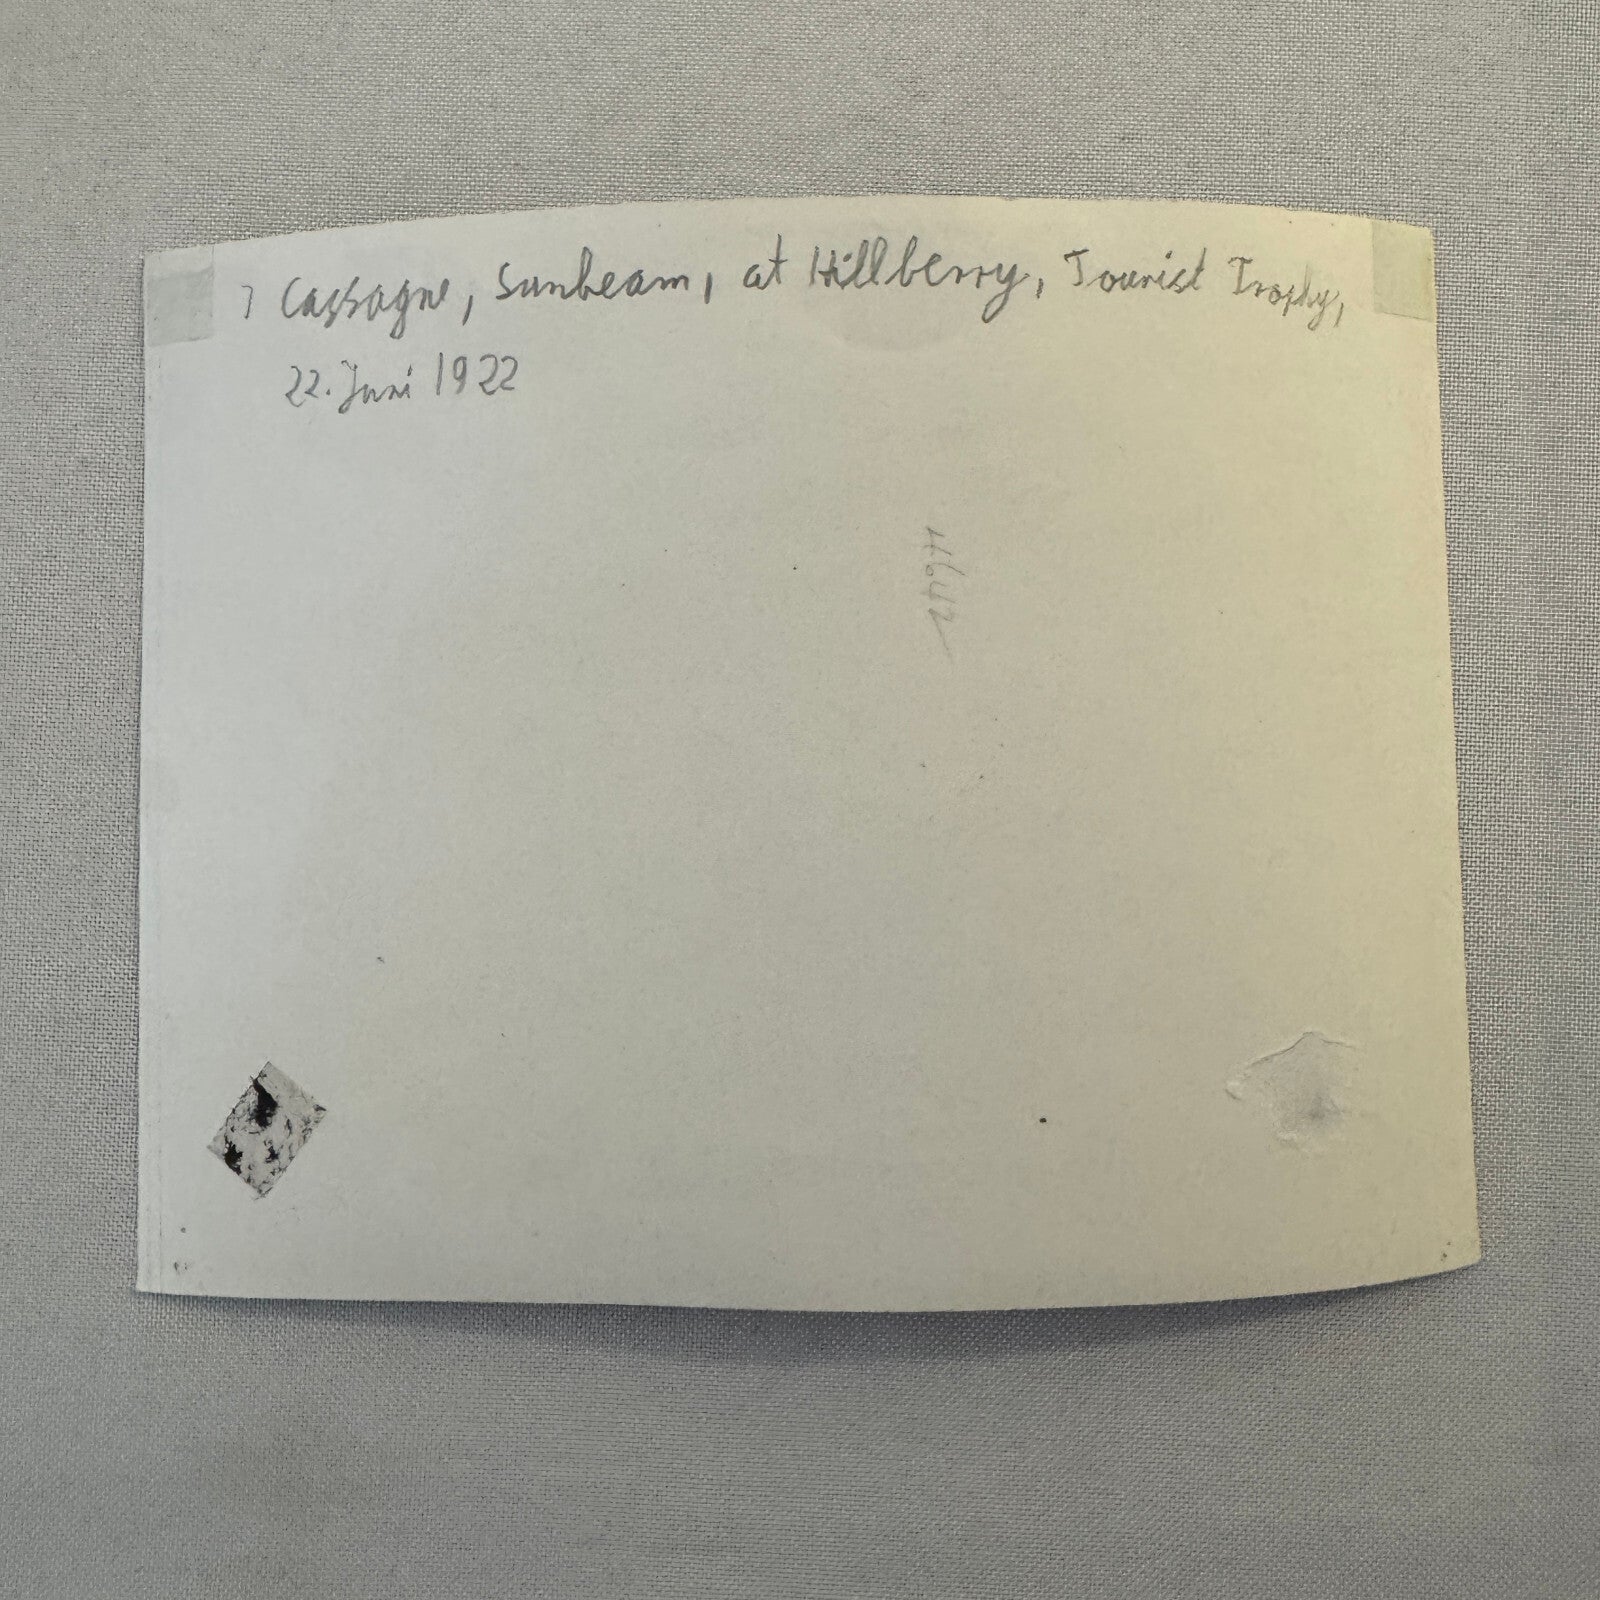 7 Cassagne, Sunbeam, at Hillberry, Tourist Trophy,
22. Juni 1922